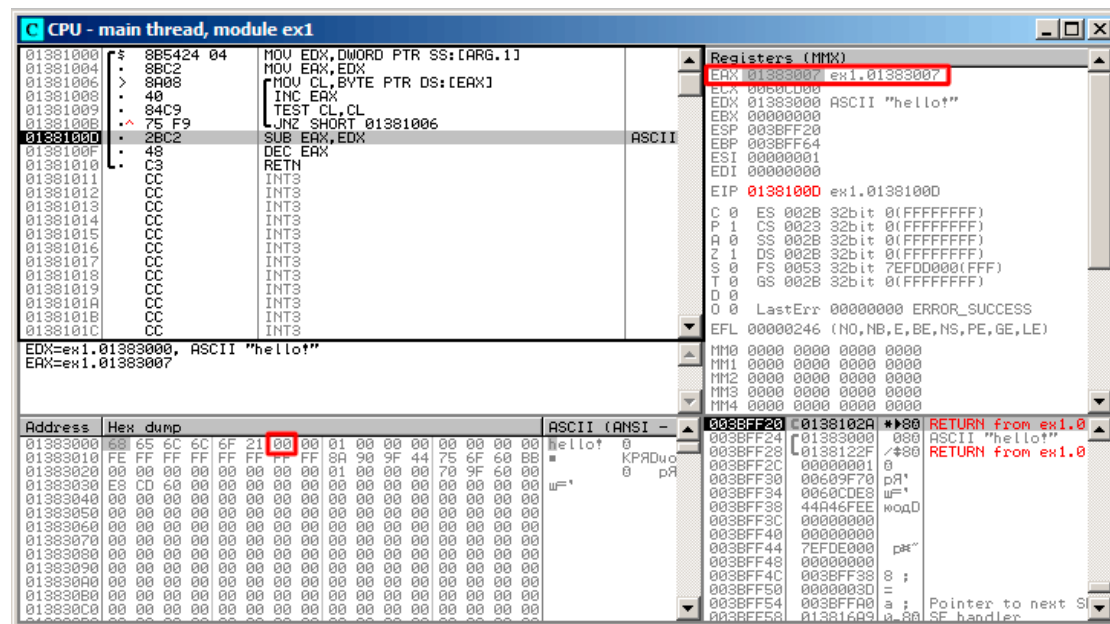 CPU - main thread, module ex1
01381000 $ 8B5424 04 MOV EDX,DWORD PTR SS:[ARG.1]
01381004 . 8BC2 MOV EAX,EDX
01381006 > 8A08 MOV CL,BYTE PTR DS:[EAX]
01381008 . 40 INC EAX
01381009 . 84C9 TEST CL,CL
0138100B .^ 75 F9 JNZ SHORT 01381006
0138100D . 2BC2 SUB EAX,EDX ASCII
0138100F . 48 DEC EAX
01381010 . C3 RETN
01381011 CC INT3
01381012 CC INT3
01381013 CC INT3
01381014 CC INT3
01381015 CC INT3
01381016 CC INT3
01381017 CC INT3
01381018 CC INT3
01381019 CC INT3
0138101A CC INT3
0138101B CC INT3
0138101C CC INT3
EDX=ex1.01383000, ASCII "hello!"
EAX=ex1.01383007
Registers (MMX)
EAX 01383007 ex1.01383007
ECX 0060CD00
EDX 01383000 ASCII "hello!"
EBX 00000000
ESP 003BFF20
EBP 003BFF64
ESI 00000001
EDI 00000000
EIP 0138100D ex1.0138100D
C 0 ES 002B 32bit 0(FFFFFFFF)
P 1 CS 0023 32bit 0(FFFFFFFF)
A 0 SS 002B 32bit 0(FFFFFFFF)
Z 1 DS 002B 32bit 0(FFFFFFFF)
S 0 FS 0053 32bit 7EFDD000(FFF)
T 0 GS 002B 32bit 0(FFFFFFFF)
D 0
O 0 LastErr 00000000 ERROR_SUCCESS
EFL 00000246 (NO,NB,E,BE,NS,PE,GE,LE)
MM0 0000 0000 0000 0000
MM1 0000 0000 0000 0000
MM2 0000 0000 0000 0000
MM3 0000 0000 0000 0000
MM4 0000 0000 0000 0000
Address Hex dump ASCII (ANSI -
01383000 68 65 6C 6C 6F 21 00 00 01 00 00 00 00 00 00 00 hello! 0
01383010 FE FF FF FF FF FF FF FF 8A 90 9F 44 75 6F 60 BB ■ КРЯDuo
01383020 00 00 00 00 00 00 00 00 01 00 00 00 70 9F 60 00 0 pЯ
01383030 E8 CD 60 00 00 00 00 00 00 00 00 00 00 00 00 00 ш='
01383040 00 00 00 00 00 00 00 00 00 00 00 00 00 00 00 00
01383050 00 00 00 00 00 00 00 00 00 00 00 00 00 00 00 00
01383060 00 00 00 00 00 00 00 00 00 00 00 00 00 00 00 00
01383070 00 00 00 00 00 00 00 00 00 00 00 00 00 00 00 00
01383080 00 00 00 00 00 00 00 00 00 00 00 00 00 00 00 00
01383090 00 00 00 00 00 00 00 00 00 00 00 00 00 00 00 00
013830A0 00 00 00 00 00 00 00 00 00 00 00 00 00 00 00 00
013830B0 00 00 00 00 00 00 00 00 00 00 00 00 00 00 00 00
013830C0 00 00 00 00 00 00 00 00 00 00 00 00 00 00 00 00
003BFF20 0138102A RETURN from ex1.0
003BFF24 01383000 ASCII "hello!"
003BFF28 0138122F RETURN from ex1.0
003BFF2C 00000001 0
003BFF30 00609F70 pЯ'
003BFF34 0060CDE8 ш='
003BFF38 44A46FEE юодD
003BFF3C 00000000
003BFF40 00000000
003BFF44 7EFDE000
003BFF48 00000000
003BFF4C 003BFF38 8 ;
003BFF50 0000003D =
003BFF54 003BFFA0 a ; Pointer to next S
003BFF58 013816A9 SE handler